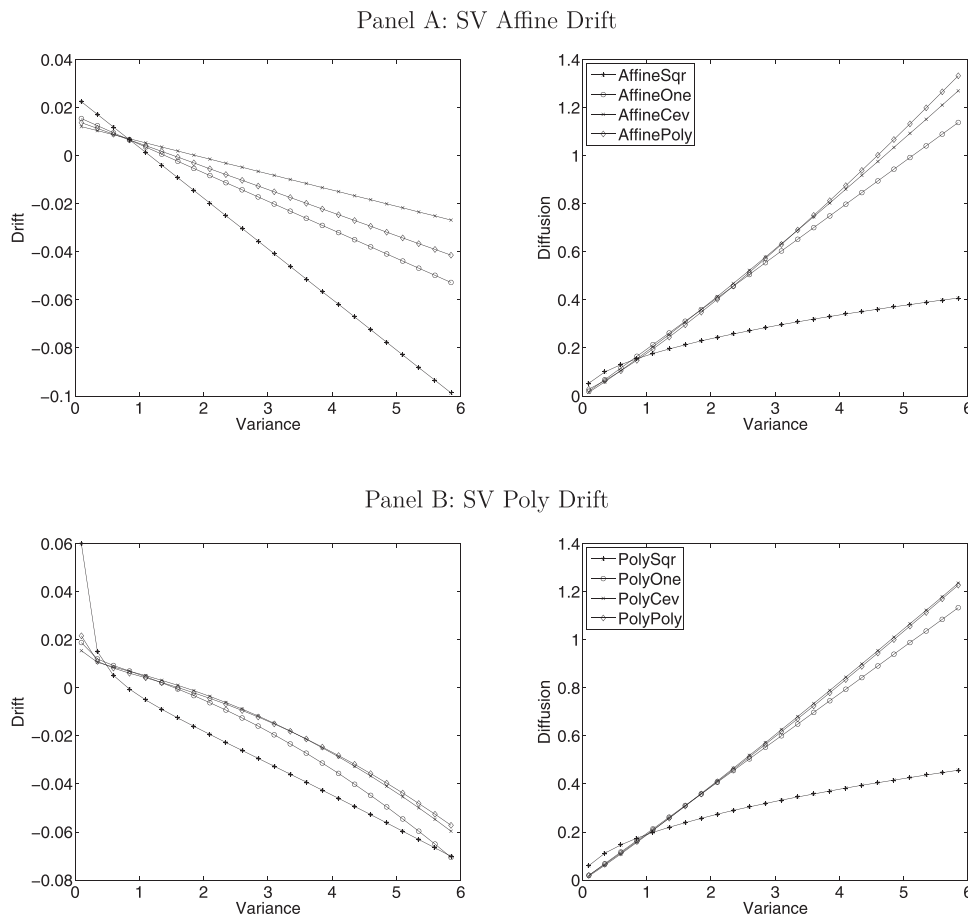 Panel A: SV Affine Drift
0.04
0.02
0
−0.02
−0.04
−0.06
−0.08
−0.1
Drift
0 1 2 3 4 5 6
Variance
1.4
1.2
1
0.8
0.6
0.4
0.2
0
Diffusion
AffineSqr
AffineOne
AffineCev
AffinePoly
0 1 2 3 4 5 6
Variance
Panel B: SV Poly Drift
0.06
0.04
0.02
0
−0.02
−0.04
−0.06
−0.08
Drift
0 1 2 3 4 5 6
Variance
1.4
1.2
1
0.8
0.6
0.4
0.2
0
Diffusion
PolySqr
PolyOne
PolyCev
PolyPoly
0 1 2 3 4 5 6
Variance